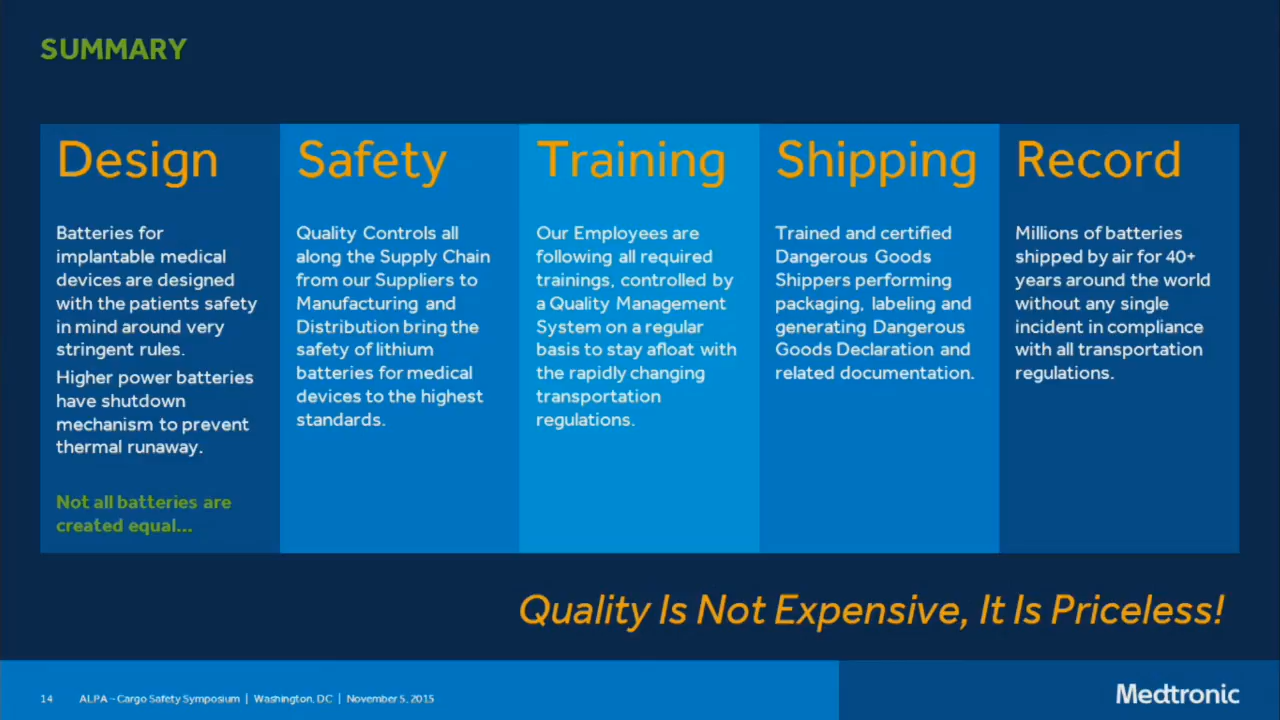 SUMMARY
Design
Batteries for
implantable medical
devices are designed
with the patients safety
in mind around very
stringent rules.
Higher power batteries
have shutdown
mechanism to prevent
thermal runaway.
Not all batteries are
created equal...
Safety
Quality Controls all
along the Supply Chain
from our Suppliers to
Manufacturing and
Distribution bring the
safety of lithium
batteries for medical
devices to the highest
standards.
Training
Our Employees are
following all required
trainings, controlled by
a Quality Management
System on a regular
basis to stay afloat with
the rapidly changing
transportation
regulations.
Shipping
Trained and certified
Dangerous Goods
Shippers performing
packaging, labeling and
generating Dangerous
Goods Declaration and
related documentation.
Record
Millions of batteries
shipped by air for 40+
years around the world
without any single
incident in compliance
with all transportation
regulations.
Quality Is Not Expensive, It Is Priceless!
14 ALPA - Cargo Safety Symposium | Washington, DC | November 5, 2015
Medtronic